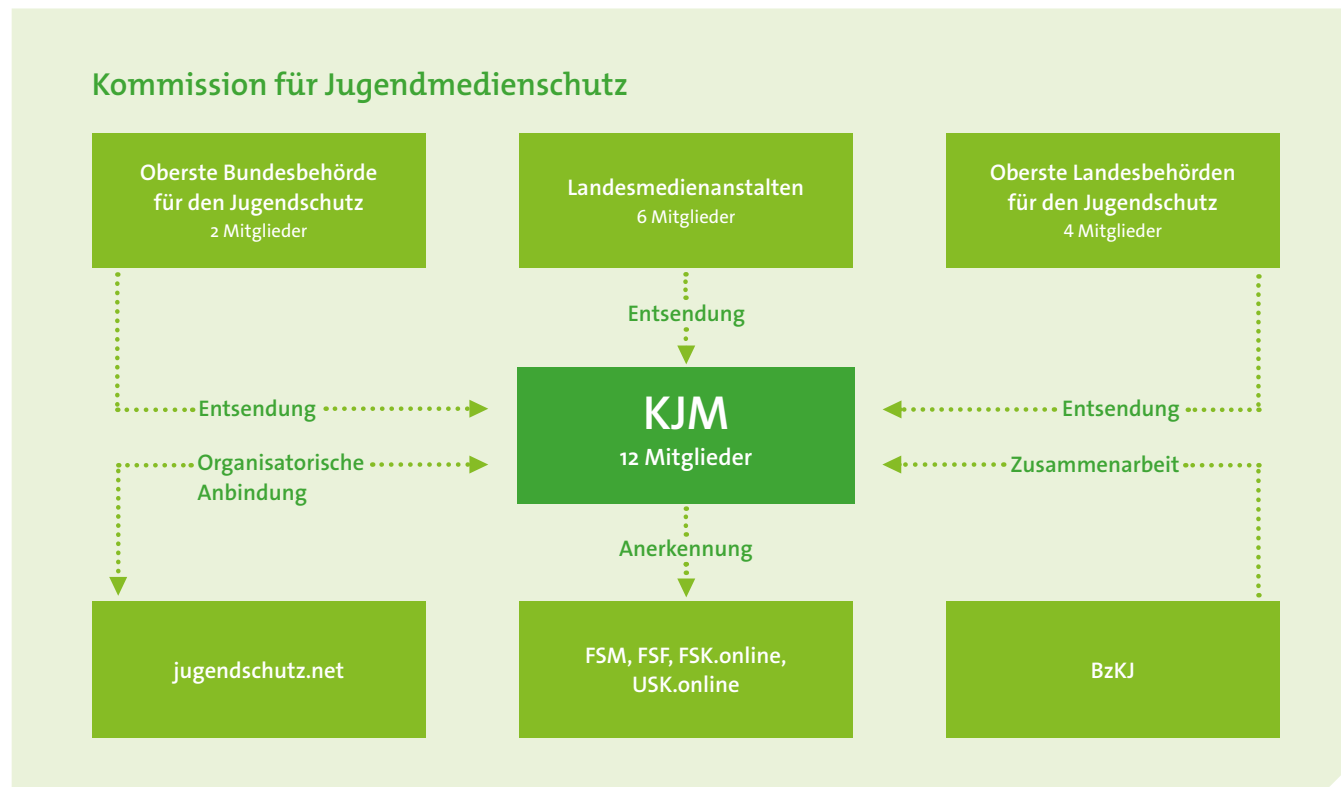 Kommission für Jugendmedienschutz
Oberste Bundesbehörde
für den Jugendschutz
2 Mitglieder
Landesmedienanstalten
6 Mitglieder
Oberste Landesbehörden
für den Jugendschutz
4 Mitglieder
Entsendung
Entsendung
KJM
12 Mitglieder
Entsendung
Organisatorische
Anbindung
Zusammenarbeit
Anerkennung
jugendschutz.net
FSM, FSF, FSK.online,
USK.online
BzKJ